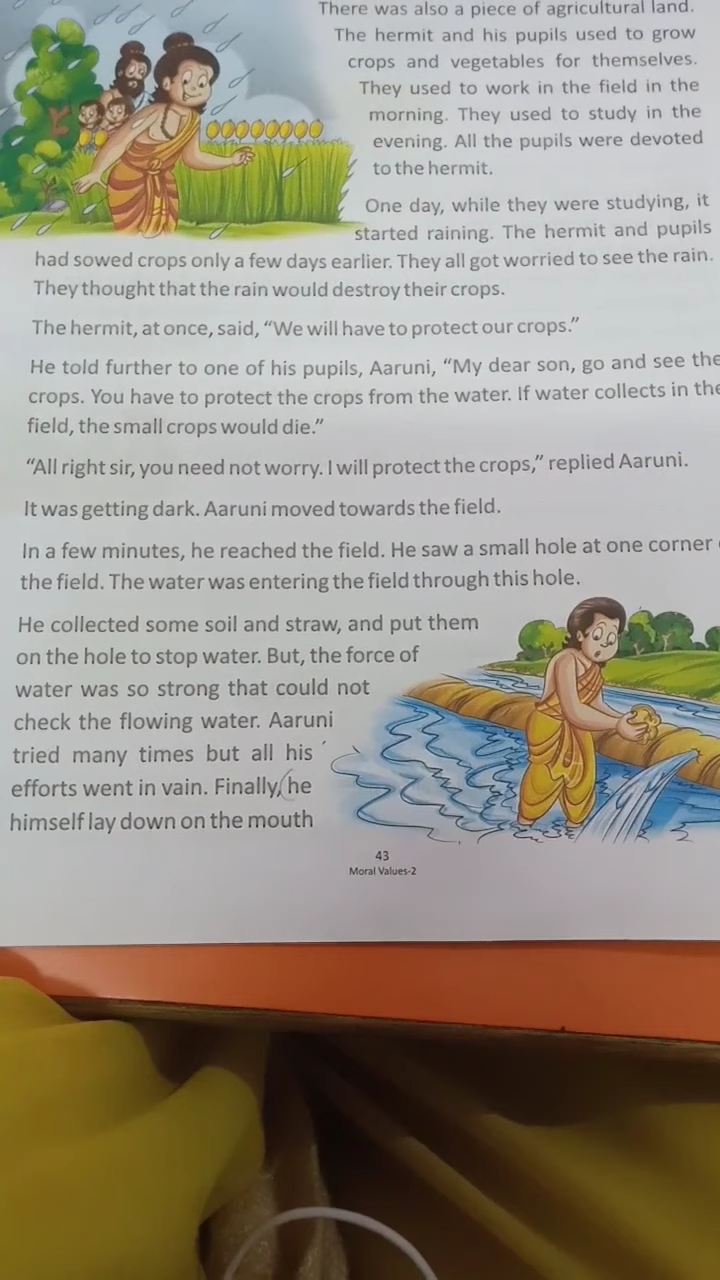 There was also a piece of agricultural land.
The hermit and his pupils used to grow
crops and vegetables for themselves.
They used to work in the field in the
morning. They used to study in the
evening. All the pupils were devoted
to the hermit.
One day, while they were studying, it
started raining. The hermit and pupils
had sowed crops only a few days earlier. They all got worried to see the rain.
They thought that the rain would destroy their crops.
The hermit, at once, said, “We will have to protect our crops.”
He told further to one of his pupils, Aaruni, “My dear son, go and see the
crops. You have to protect the crops from the water. If water collects in the
field, the small crops would die.”
“All right sir, you need not worry. I will protect the crops,” replied Aaruni.
It was getting dark. Aaruni moved towards the field.
In a few minutes, he reached the field. He saw a small hole at one corner
the field. The water was entering the field through this hole.
He collected some soil and straw, and put them
on the hole to stop water. But, the force of
water was so strong that could not
check the flowing water. Aaruni
tried many times but all his
efforts went in vain. Finally, he
himself lay down on the mouth
43
Moral Values-2